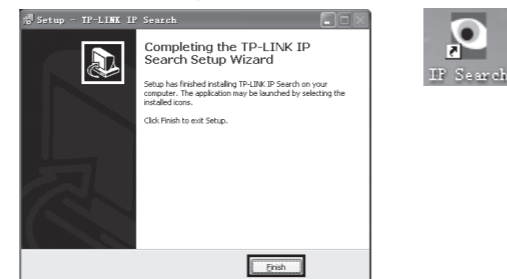 Setup - TP-LINK IP Search
Completing the TP-LINK IP
Search Setup Wizard
Setup has finished installing TP-LINK IP Search on your
computer. The application may be launched by selecting the
installed icons.
Click Finish to exit Setup.
Finish
IP Search